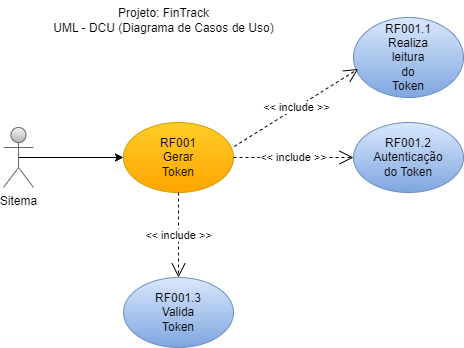 Projeto: FinTrack
UML - DCU (Diagrama de Casos de Uso)
RF001.1
Realiza
leitura
do
Token
<< include >>
RF001
Gerar
Token
<< include >>
RF001.2
Autenticação
do Token
Sitema
<< include >>
RF001.3
Valida
Token